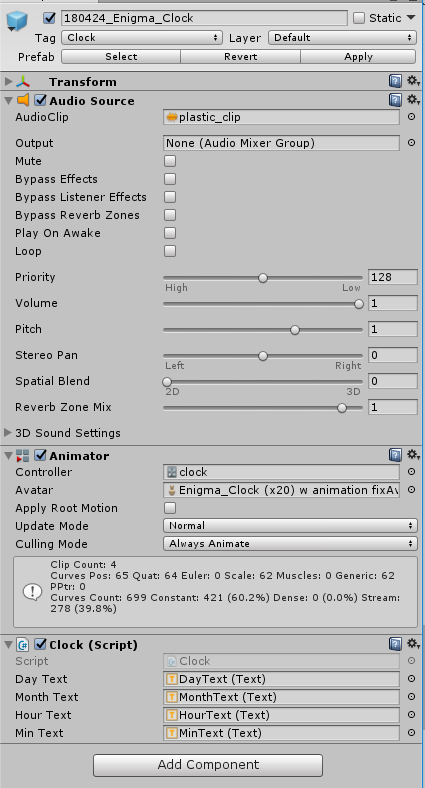 180424_Enigma_Clock Static
Tag Clock Layer Default
Prefab Select Revert Apply
Transform
Audio Source
AudioClip plastic_clip
Output None (Audio Mixer Group)
Mute
Bypass Effects
Bypass Listener Effects
Bypass Reverb Zones
Play On Awake
Loop
Priority 128
High Low
Volume 1
Pitch 1
Stereo Pan 0
Left Right
Spatial Blend 0
2D 3D
Reverb Zone Mix 1
3D Sound Settings
Animator
Controller clock
Avatar Enigma_Clock (x20) w animation fixAv
Apply Root Motion
Update Mode Normal
Culling Mode Always Animate
Clip Count: 4
Curves Pos: 65 Quat: 64 Euler: 0 Scale: 62 Muscles: 0 Generic: 62
PPtr: 0
Curves Count: 699 Constant: 421 (60.2%) Dense: 0 (0.0%) Stream:
278 (39.8%)
Clock (Script)
Script Clock
Day Text DayText (Text)
Month Text MonthText (Text)
Hour Text HourText (Text)
Min Text MinText (Text)
Add Component